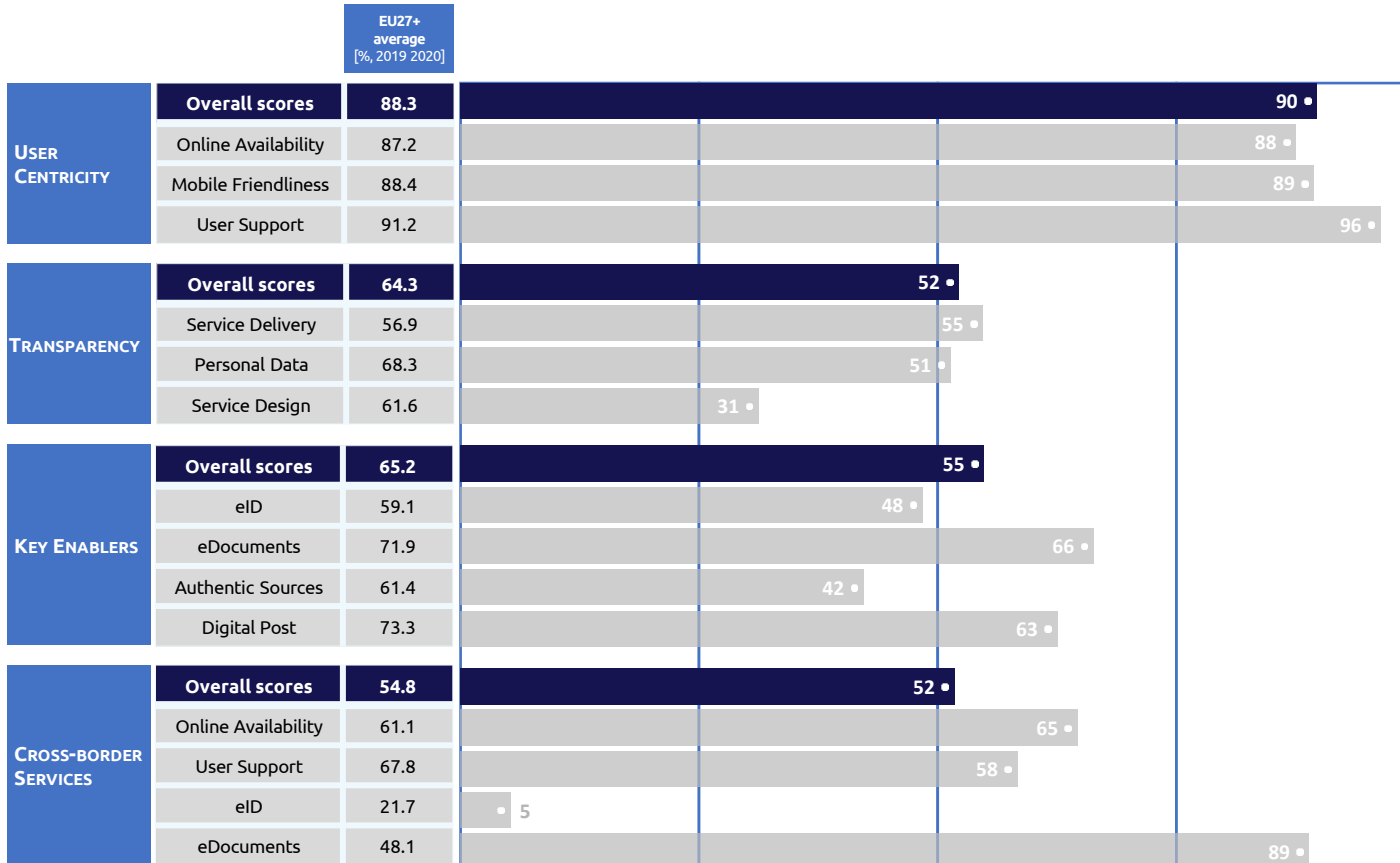 EU27+
average
[%, 2019 2020]
USER
CENTRICITY
Overall scores 88.3 90
Online Availability 87.2 88
Mobile Friendliness 88.4 89
User Support 91.2 96
TRANSPARENCY
Overall scores 64.3 52
Service Delivery 56.9 55
Personal Data 68.3 51
Service Design 61.6 31
KEY ENABLERS
Overall scores 65.2 55
eID 59.1 48
eDocuments 71.9 66
Authentic Sources 61.4 42
Digital Post 73.3 63
CROSS-BORDER
SERVICES
Overall scores 54.8 52
Online Availability 61.1 65
User Support 67.8 58
eID 21.7 5
eDocuments 48.1 89